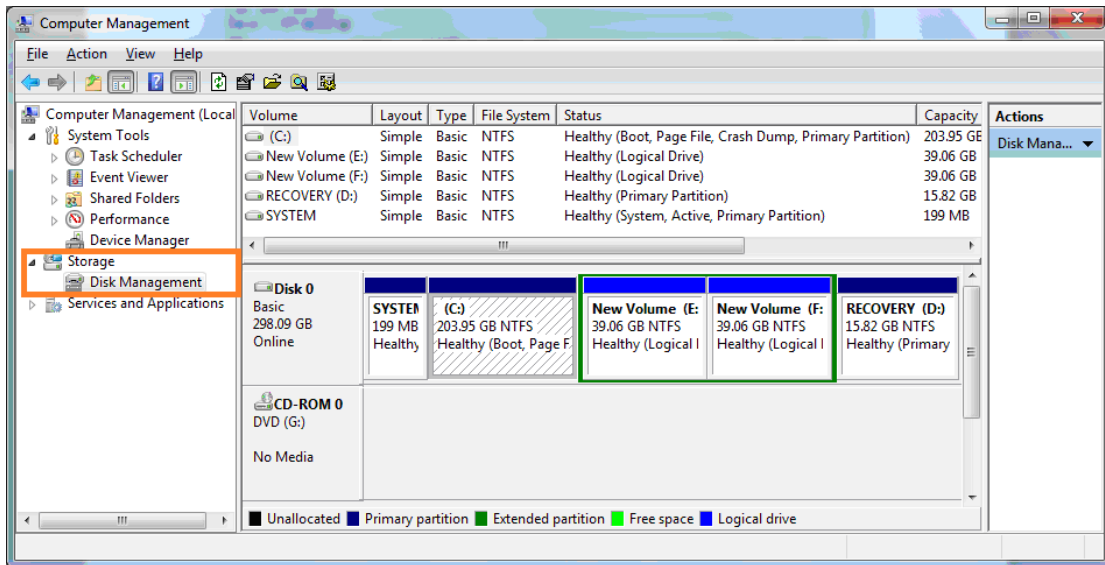 Computer Management
File Action View Help
Computer Management (Local
System Tools
Task Scheduler
Event Viewer
Shared Folders
Performance
Device Manager
Storage
Disk Management
Services and Applications
Volume Layout Type File System Status Capacity
(C:) Simple Basic NTFS Healthy (Boot, Page File, Crash Dump, Primary Partition) 203.95 GB
New Volume (E:) Simple Basic NTFS Healthy (Logical Drive) 39.06 GB
New Volume (F:) Simple Basic NTFS Healthy (Logical Drive) 39.06 GB
RECOVERY (D:) Simple Basic NTFS Healthy (Primary Partition) 15.82 GB
SYSTEM Simple Basic NTFS Healthy (System, Active, Primary Partition) 199 MB
Disk 0
Basic
298.09 GB
Online
SYSTEM
199 MB
Healthy
(C:)
203.95 GB NTFS
Healthy (Boot, Page F
New Volume (E:
39.06 GB NTFS
Healthy (Logical
New Volume (F:
39.06 GB NTFS
Healthy (Logical
RECOVERY (D:)
15.82 GB NTFS
Healthy (Primary
CD-ROM 0
DVD (G:)
No Media
Unallocated Primary partition Extended partition Free space Logical drive
Actions
Disk Mana...